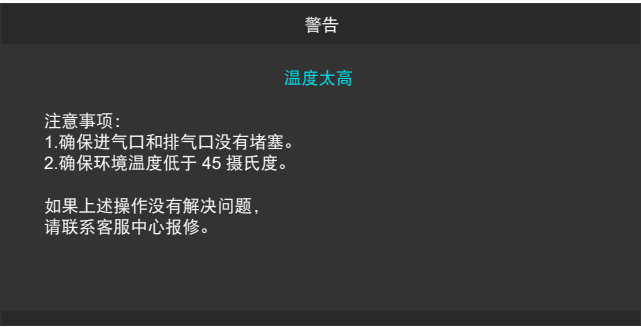 警告
温度太高
注意事项：
1.确保进气口和排气口没有堵塞。
2.确保环境温度低于 45 摄氏度。
如果上述操作没有解决问题，
请联系客服中心报修。